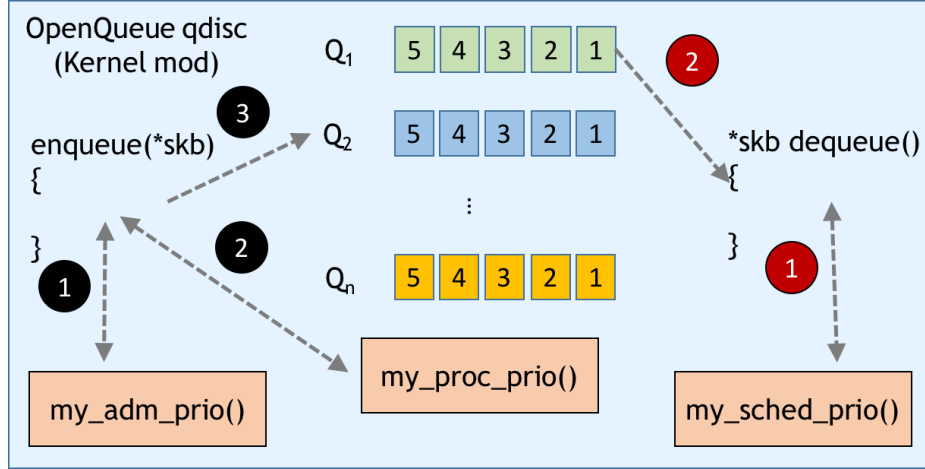 OpenQueue qdisc
(Kernel mod)
Q1 5 4 3 2 1
2
3
enqueue(*skb)
{
}
Q2 5 4 3 2 1
*skb dequeue()
{
}
⋮
1
2
1
Qn 5 4 3 2 1
my_adm_prio()
my_proc_prio()
my_sched_prio()